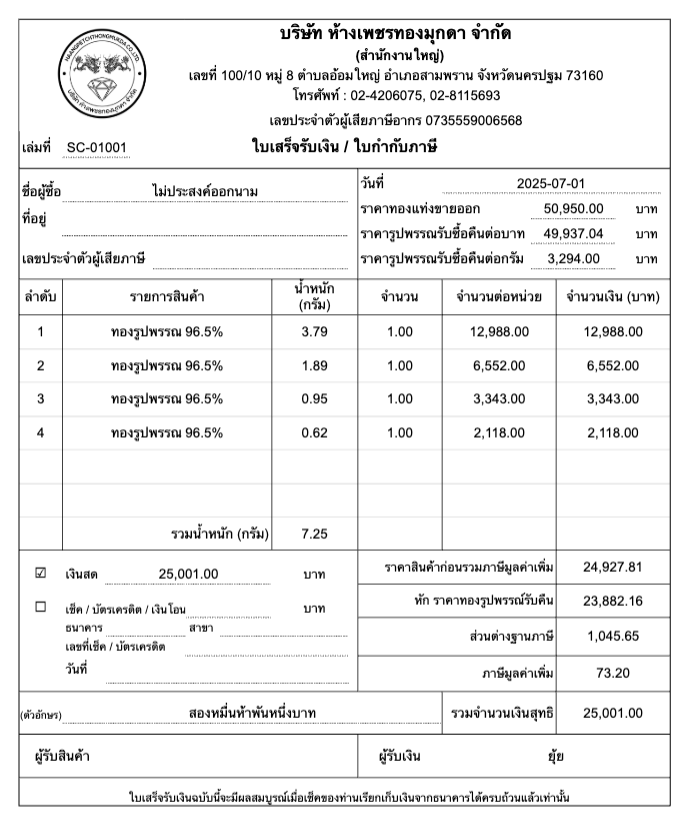 HAANGPETCHTHONGMUKDA CO.,LTD.
บริษัท ห้างเพชรทองมุกดา จำกัด
บริษัท ห้างเพชรทองมุกดา จำกัด
(สำนักงานใหญ่)
เลขที่ 100/10 หมู่ 8 ตำบลอ้อมใหญ่ อำเภอสามพราน จังหวัดนครปฐม 73160
โทรศัพท์ : 02-4206075, 02-8115693
เลขประจำตัวผู้เสียภาษีอากร 0735559006568
เล่มที่ SC-01001 ใบเสร็จรับเงิน / ใบกำกับภาษี
ชื่อผู้ซื้อ ไม่ประสงค์ออกนาม
ที่อยู่
เลขประจำตัวผู้เสียภาษี
วันที่ 2025-07-01
ราคาทองแท่งขายออก 50,950.00 บาท
ราคารูปพรรณรับซื้อคืนต่อบาท 49,937.04 บาท
ราคารูปพรรณรับซื้อคืนต่อกรัม 3,294.00 บาท
ลำดับ รายการสินค้า น้ำหนัก (กรัม) จำนวน จำนวนต่อหน่วย จำนวนเงิน (บาท)
1 ทองรูปพรรณ 96.5% 3.79 1.00 12,988.00 12,988.00
2 ทองรูปพรรณ 96.5% 1.89 1.00 6,552.00 6,552.00
3 ทองรูปพรรณ 96.5% 0.95 1.00 3,343.00 3,343.00
4 ทองรูปพรรณ 96.5% 0.62 1.00 2,118.00 2,118.00
รวมน้ำหนัก (กรัม) 7.25
☑ เงินสด 25,001.00 บาท
☐ เช็ค / บัตรเครดิต / เงินโอน บาท
ธนาคาร สาขา
เลขที่เช็ค / บัตรเครดิต
วันที่
ราคาสินค้าก่อนรวมภาษีมูลค่าเพิ่ม 24,927.81
หัก ราคาทองรูปพรรณ์รับคืน 23,882.16
ส่วนต่างฐานภาษี 1,045.65
ภาษีมูลค่าเพิ่ม 73.20
(ตัวอักษร) สองหมื่นห้าพันหนึ่งบาท รวมจำนวนเงินสุทธิ 25,001.00
ผู้รับสินค้า ผู้รับเงิน ยุ้ย
ใบเสร็จรับเงินฉบับนี้จะมีผลสมบูรณ์เมื่อเช็คของท่านเรียกเก็บเงินจากธนาคารได้ครบถ้วนแล้วเท่านั้น